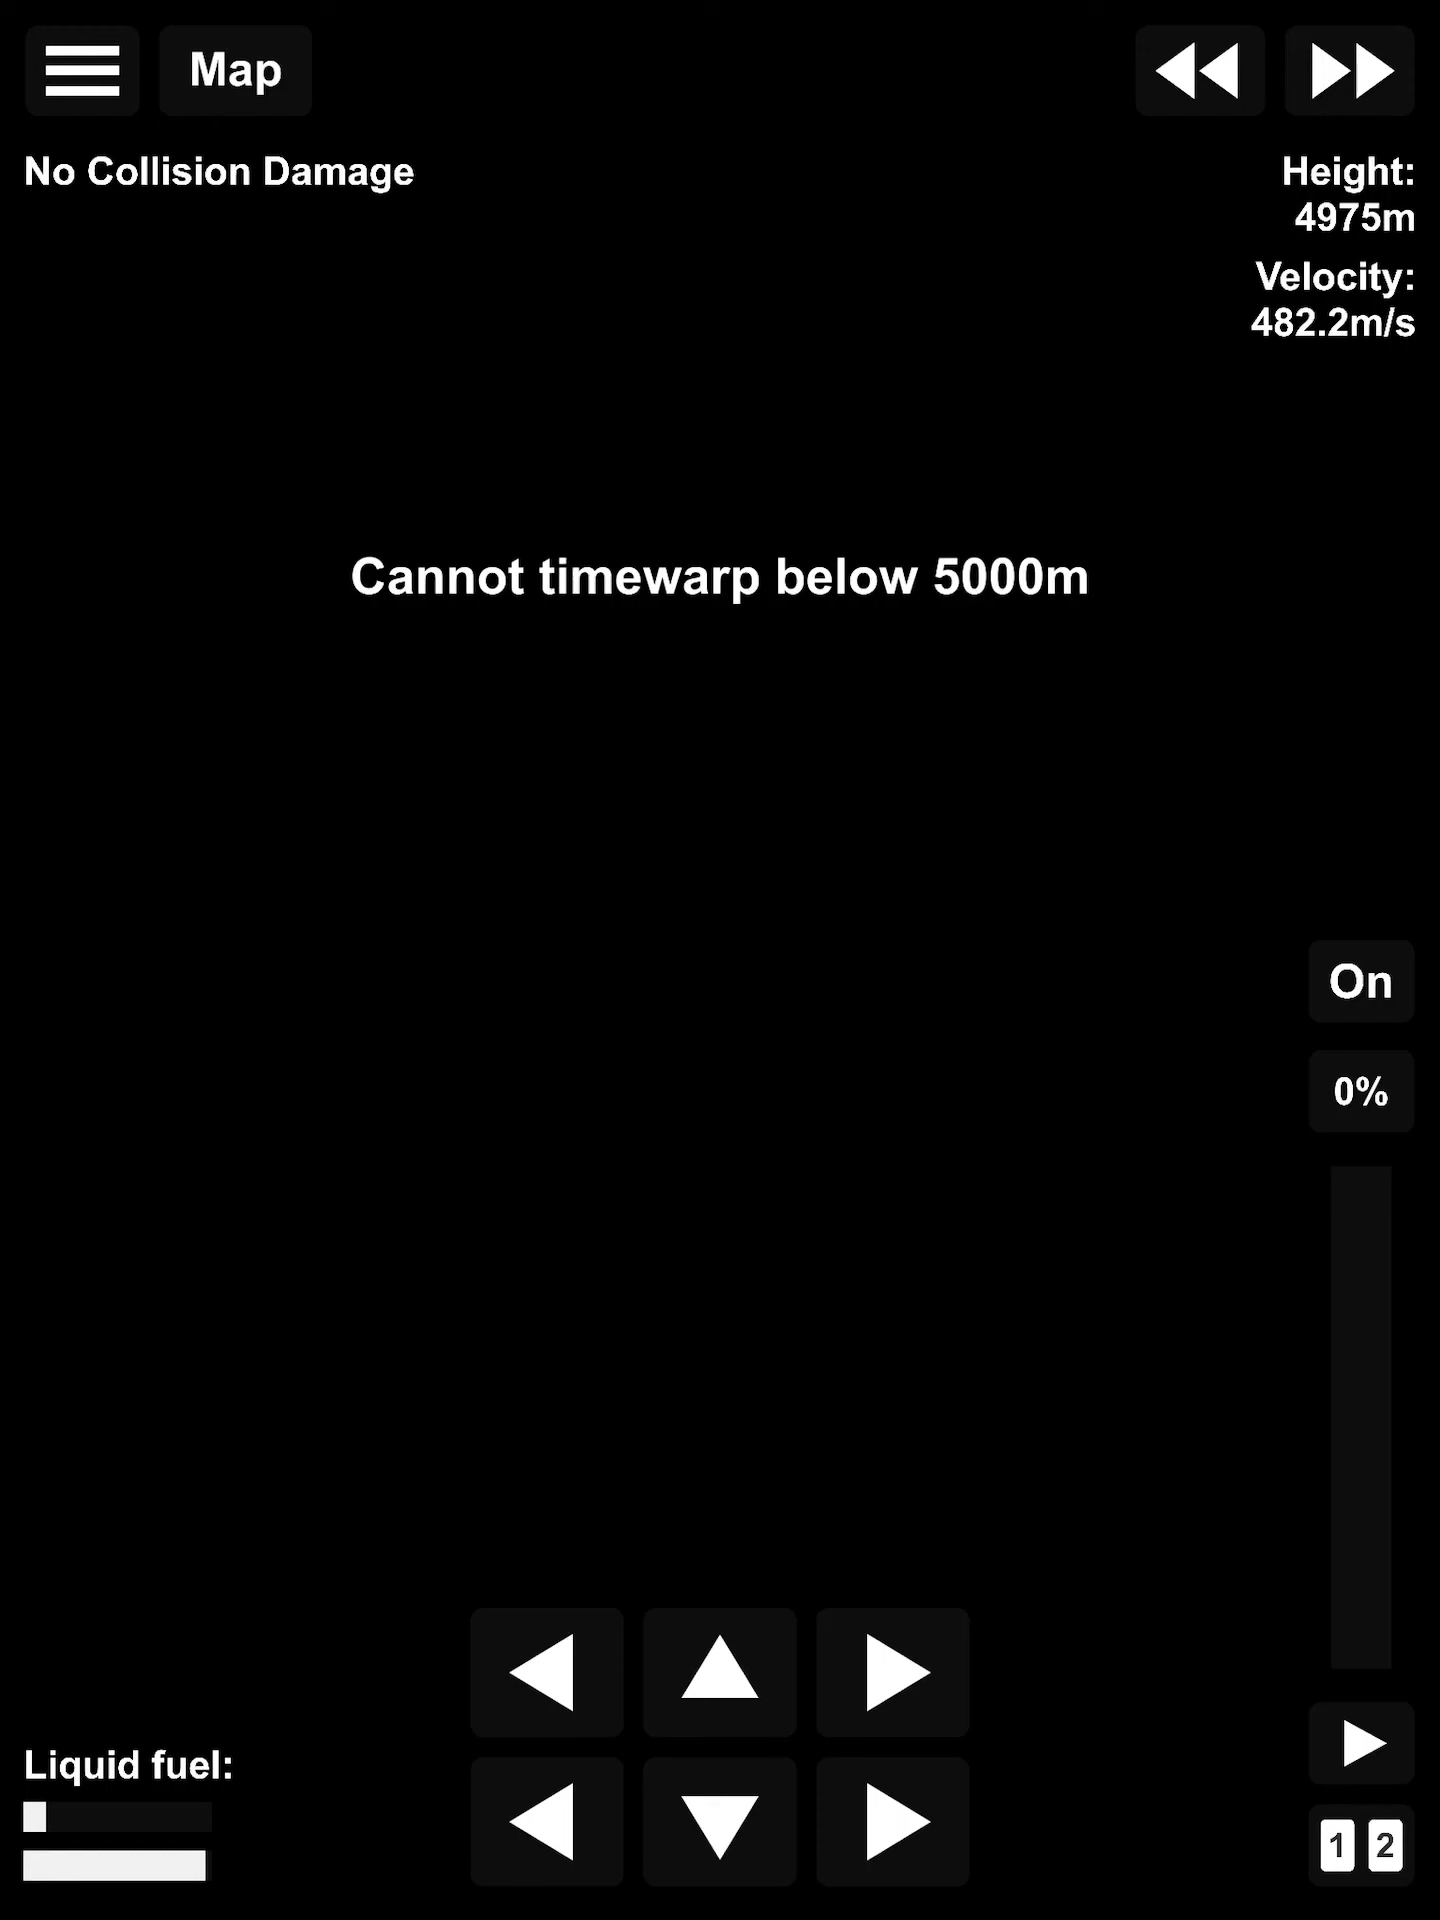 Map
No Collision Damage
Height:
4975m
Velocity:
482.2m/s
Cannot timewarp below 5000m
On
0%
Liquid fuel:
1 2